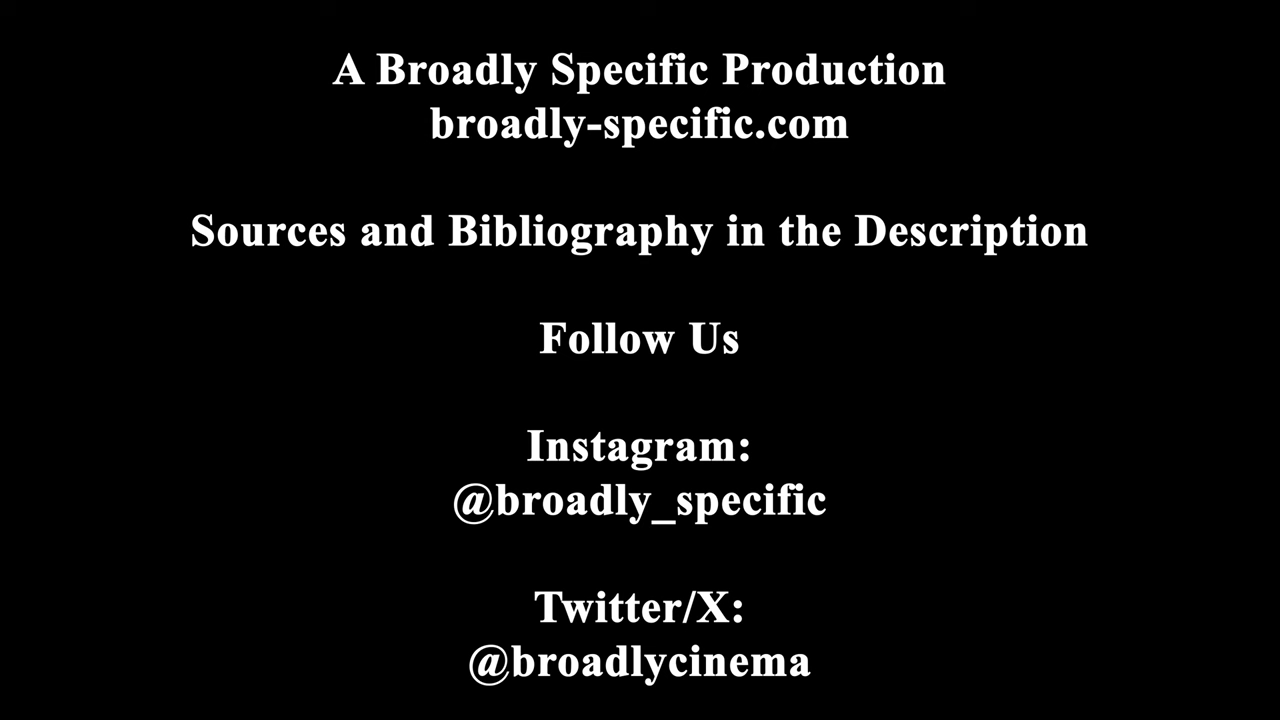 A Broadly Specific Production
broadly-specific.com
Sources and Bibliography in the Description
Follow Us
Instagram:
@broadly_specific
Twitter/X:
@broadlycinema